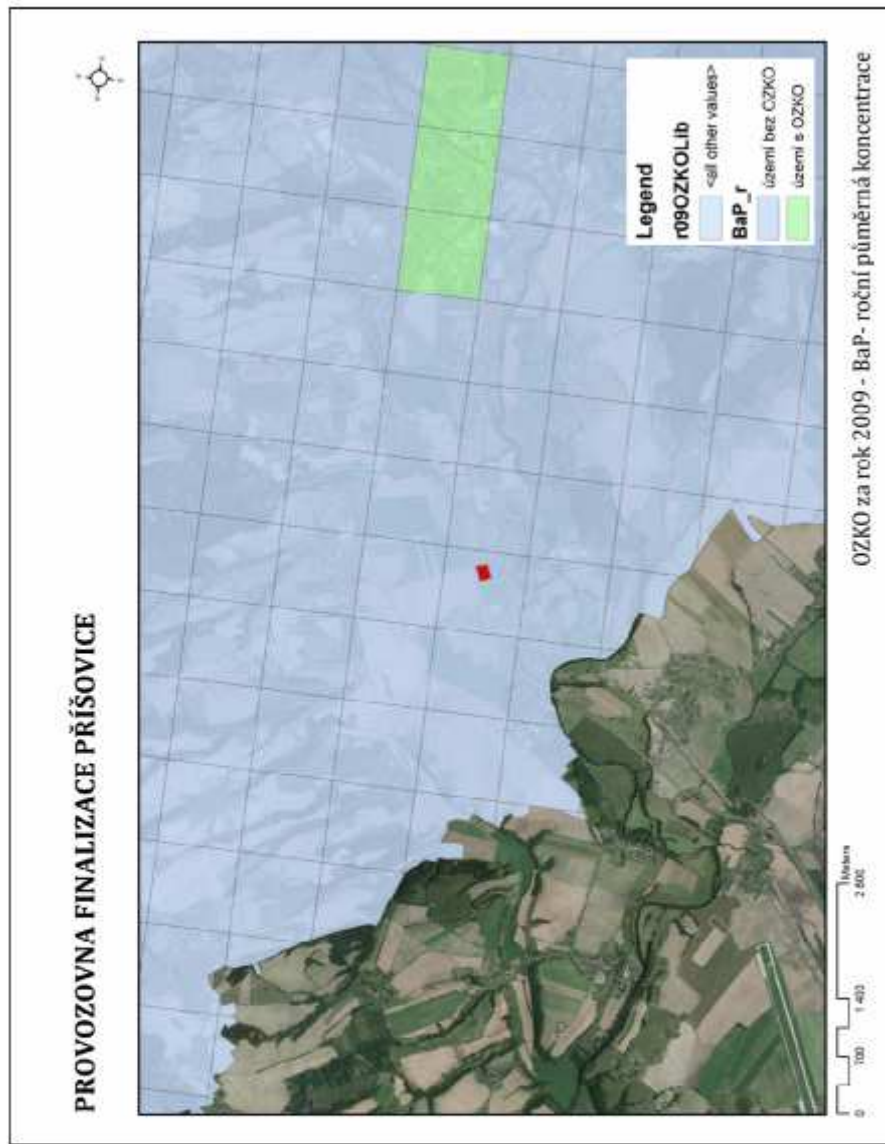 PROVOZOVNA FINALIZACE PŘÍŠOVICE
Legend
r09OZKOLib
<all other values>
BaP_r
území bez OZKO
území s OZKO
0 700 1 400 2 800
Meters
OZKO za rok 2009 - BaP- roční půměrná koncentrace